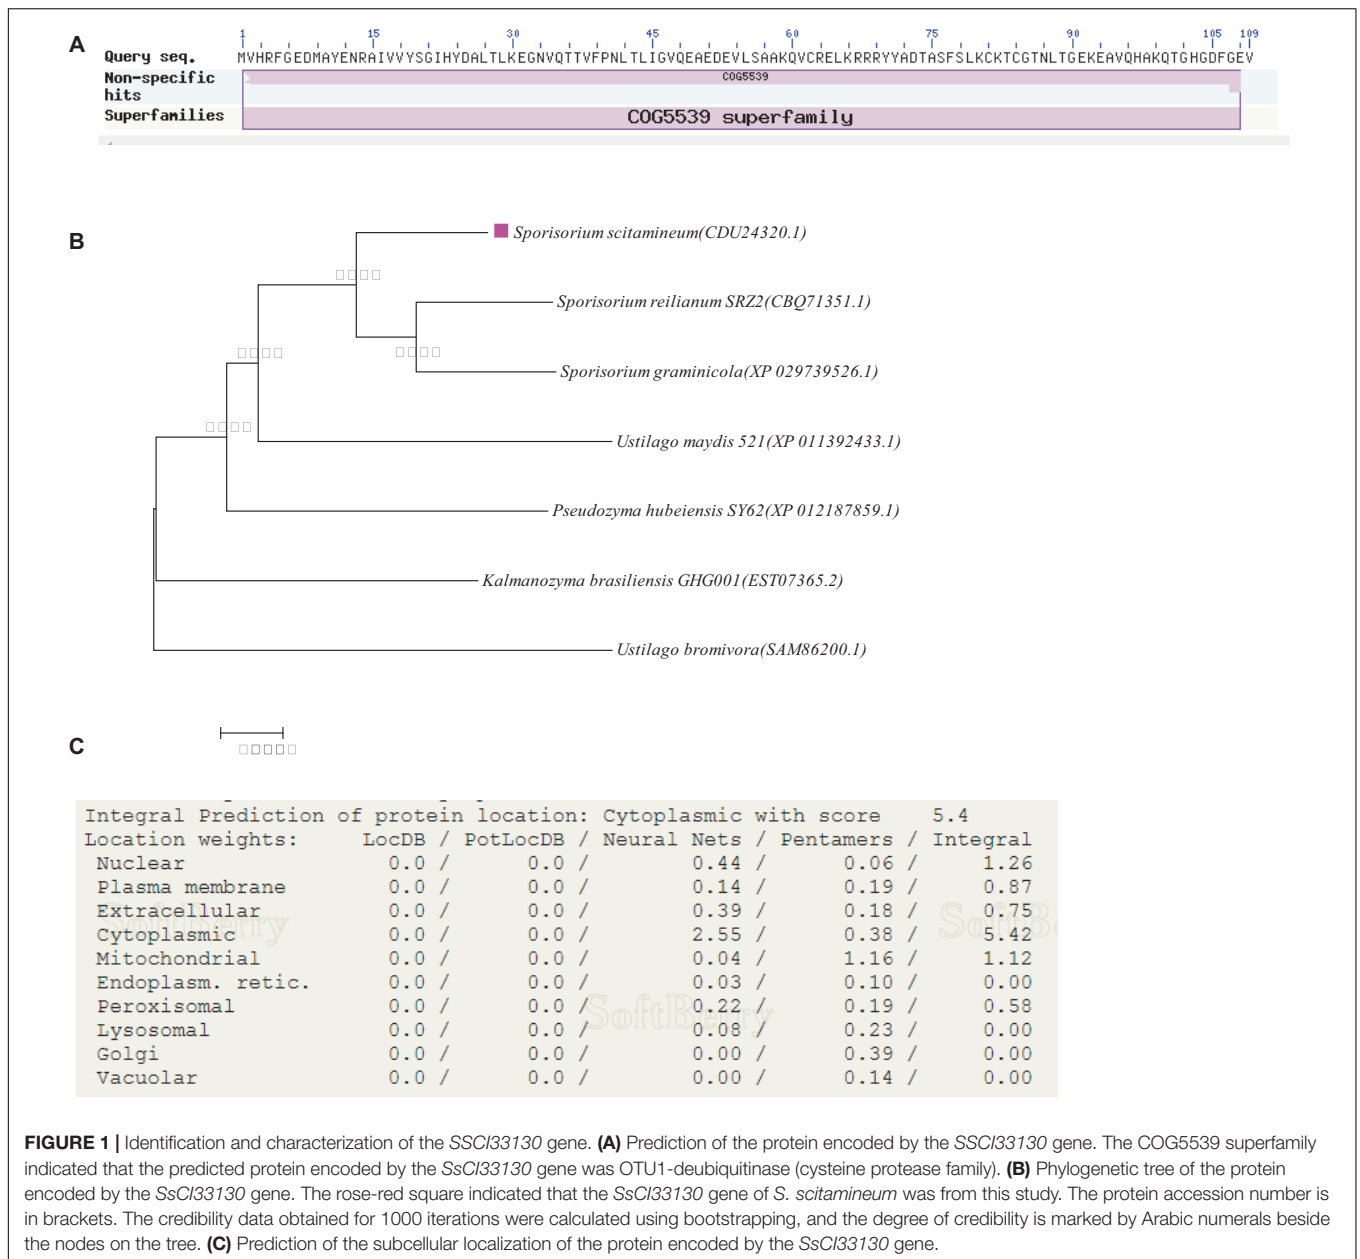 A
1 15 30 45 60 75 90 105 109
Query seq. MVHRFGEDMAYENRAIVVYSGIHYDALTLKEGNVQTTVFPNLTLIGVQEAEDEVLSAAKQVCRELKRRRYYADTASFSLKCKTCGTNLTGEKEAVQHAKQTGHGDFGEV
Non-specific COG5539
hits
Superfamilies COG5539 superfamily
B
Sporisorium scitamineum(CDU24320.1)
Sporisorium reilianum SRZ2(CBQ71351.1)
Sporisorium graminicola(XP 029739526.1)
Ustilago maydis 521(XP 011392433.1)
Pseudozyma hubeiensis SY62(XP 012187859.1)
Kalmanozyma brasiliensis GHG001(EST07365.2)
Ustilago bromivora(SAM86200.1)
C
Integral Prediction of protein location: Cytoplasmic with score 5.4
Location weights: LocDB / PotLocDB / Neural Nets / Pentamers / Integral
Nuclear 0.0 / 0.0 / 0.44 / 0.06 / 1.26
Plasma membrane 0.0 / 0.0 / 0.14 / 0.19 / 0.87
Extracellular 0.0 / 0.0 / 0.39 / 0.18 / 0.75
Cytoplasmic 0.0 / 0.0 / 2.55 / 0.38 / 5.42
Mitochondrial 0.0 / 0.0 / 0.04 / 1.16 / 1.12
Endoplasm. retic. 0.0 / 0.0 / 0.03 / 0.10 / 0.00
Peroxisomal 0.0 / 0.0 / 0.22 / 0.19 / 0.58
Lysosomal 0.0 / 0.0 / 0.08 / 0.23 / 0.00
Golgi 0.0 / 0.0 / 0.00 / 0.39 / 0.00
Vacuolar 0.0 / 0.0 / 0.00 / 0.14 / 0.00
SoftBerry
SoftB
SoftBerry
FIGURE 1 | Identification and characterization of the SSCI33130 gene. (A) Prediction of the protein encoded by the SSCI33130 gene. The COG5539 superfamily
indicated that the predicted protein encoded by the SsCI33130 gene was OTU1-deubiquitinase (cysteine protease family). (B) Phylogenetic tree of the protein
encoded by the SsCI33130 gene. The rose-red square indicated that the SsCI33130 gene of S. scitamineum was from this study. The protein accession number is
in brackets. The credibility data obtained for 1000 iterations were calculated using bootstrapping, and the degree of credibility is marked by Arabic numerals beside
the nodes on the tree. (C) Prediction of the subcellular localization of the protein encoded by the SsCI33130 gene.